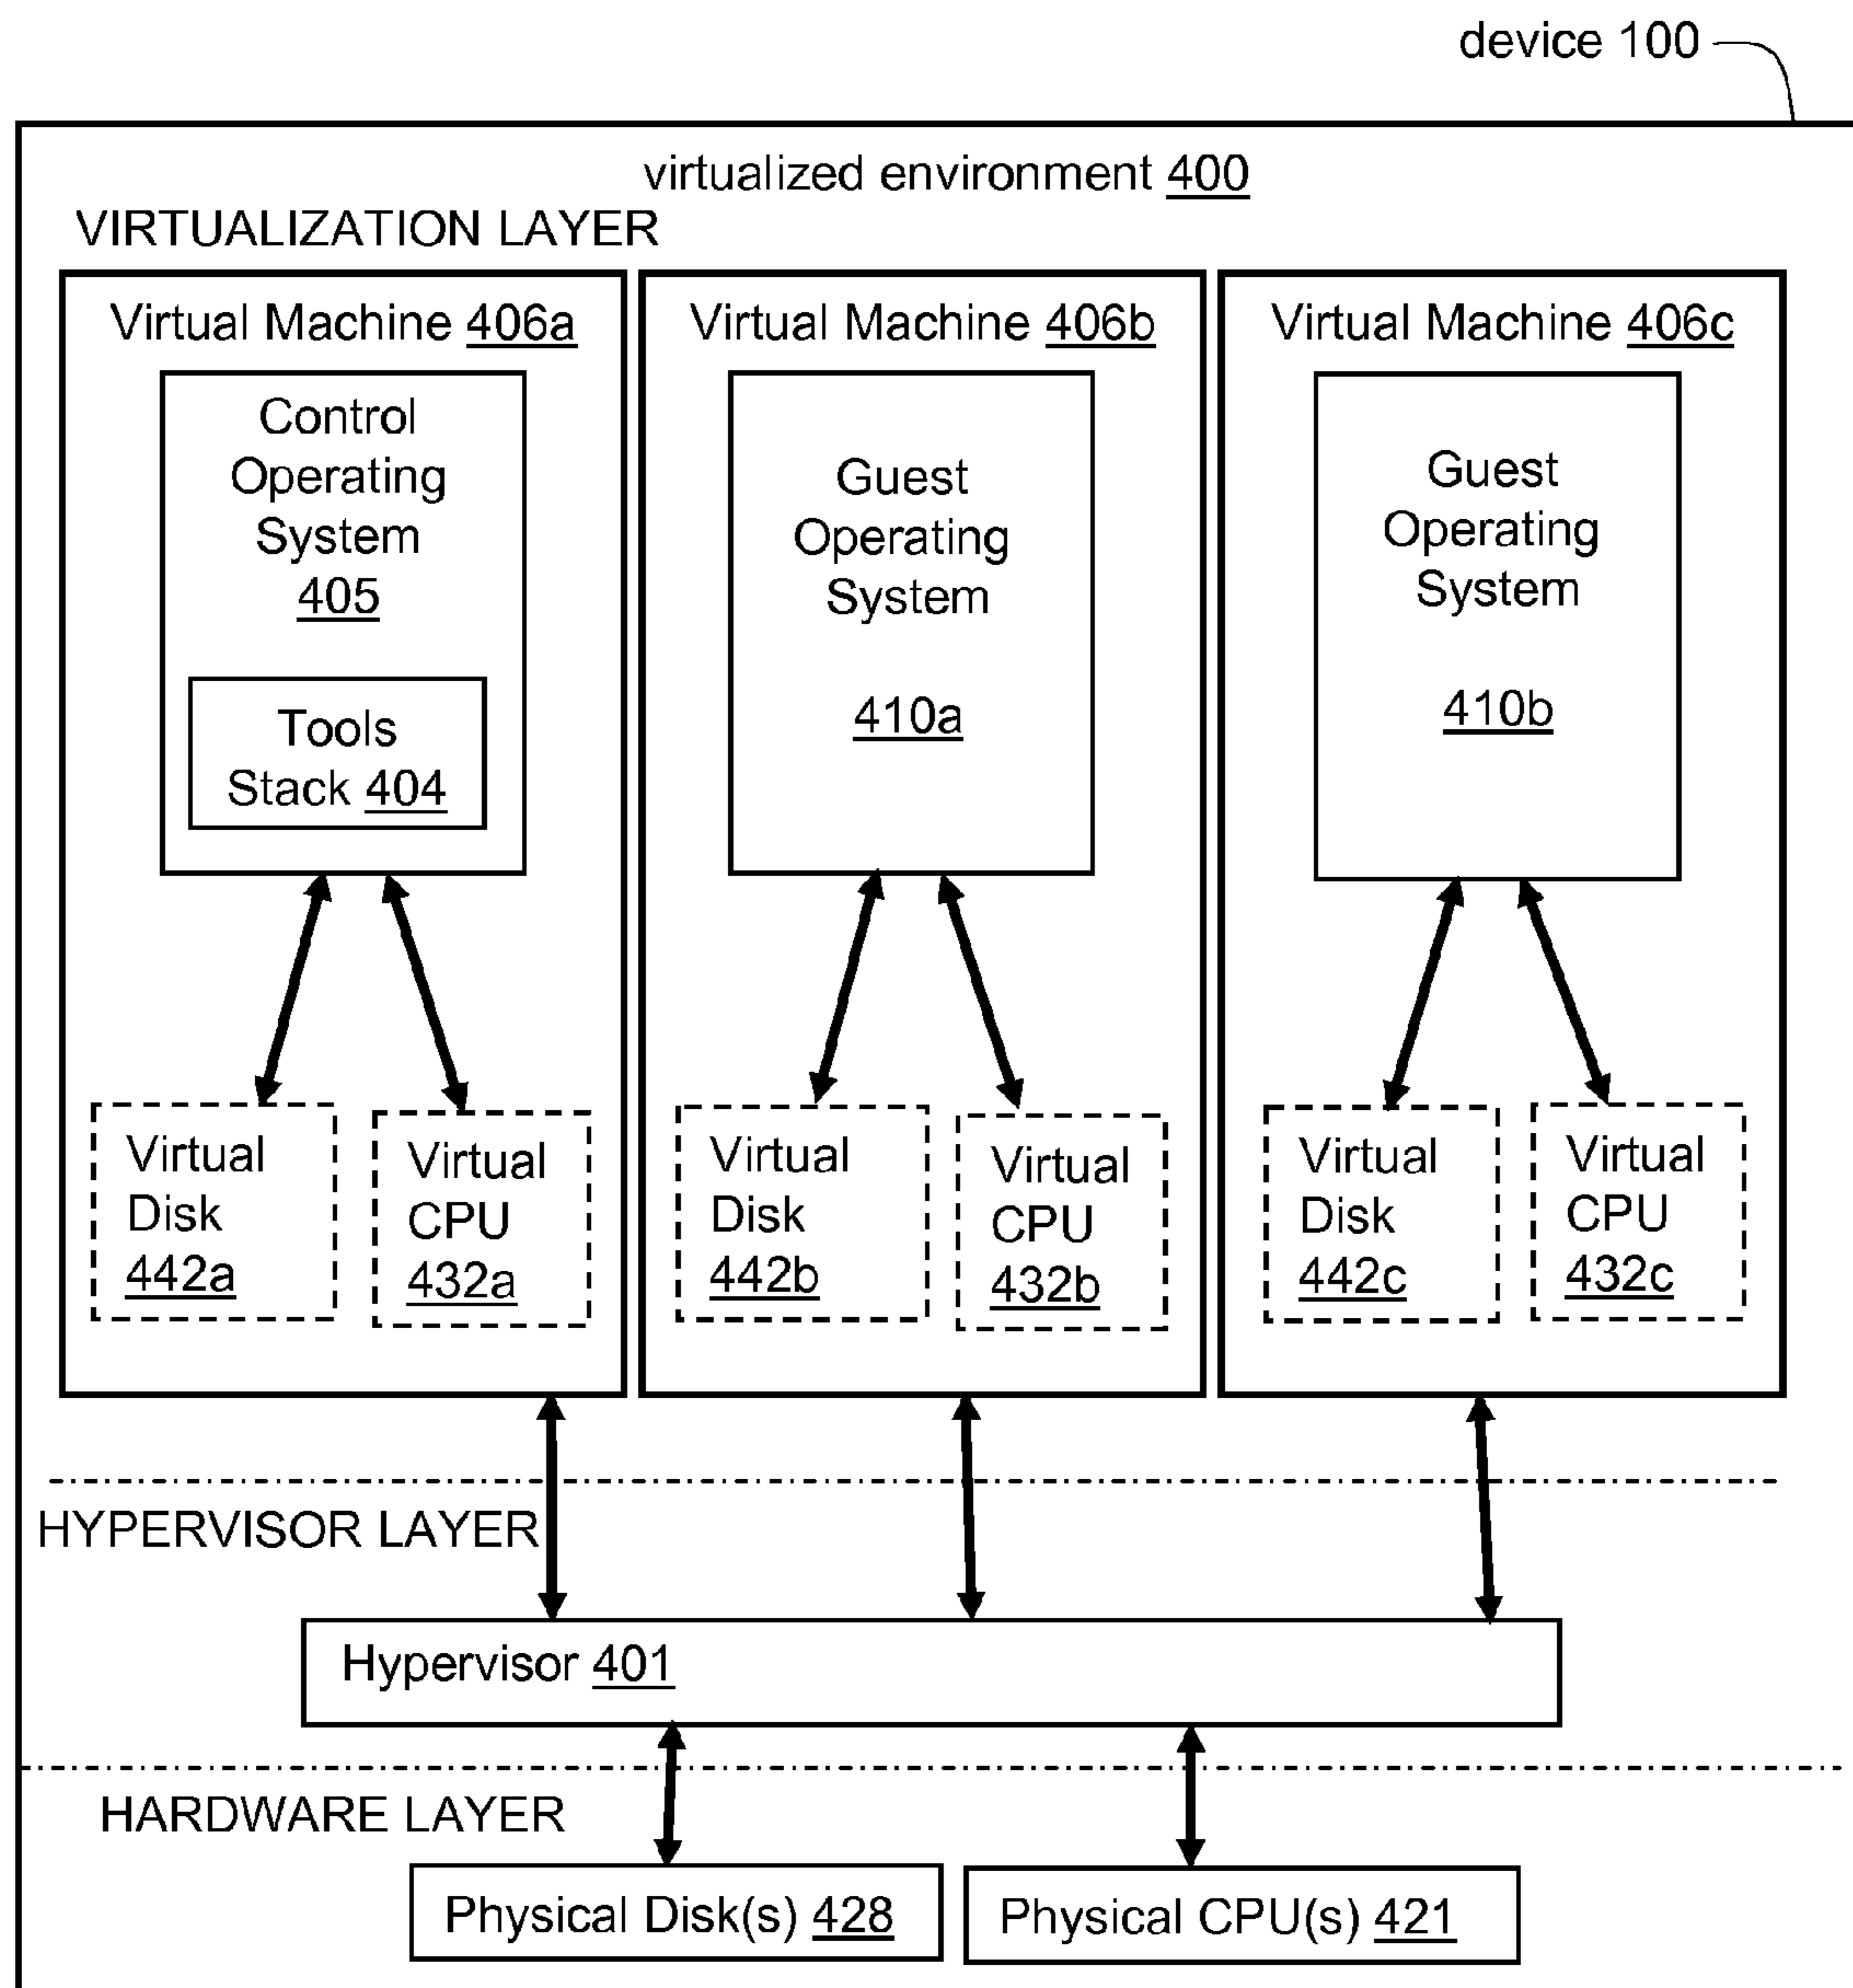 device 100
virtualized environment 400
VIRTUALIZATION LAYER
Virtual Machine 406a
Control
Operating
System
405
Tools
Stack 404
Virtual
Disk
442a
Virtual
CPU
432a
Virtual Machine 406b
Guest
Operating
System
410a
Virtual
Disk
442b
Virtual
CPU
432b
Virtual Machine 406c
Guest
Operating
System
410b
Virtual
Disk
442c
Virtual
CPU
432c
HYPERVISOR LAYER
Hypervisor 401
HARDWARE LAYER
Physical Disk(s) 428
Physical CPU(s) 421